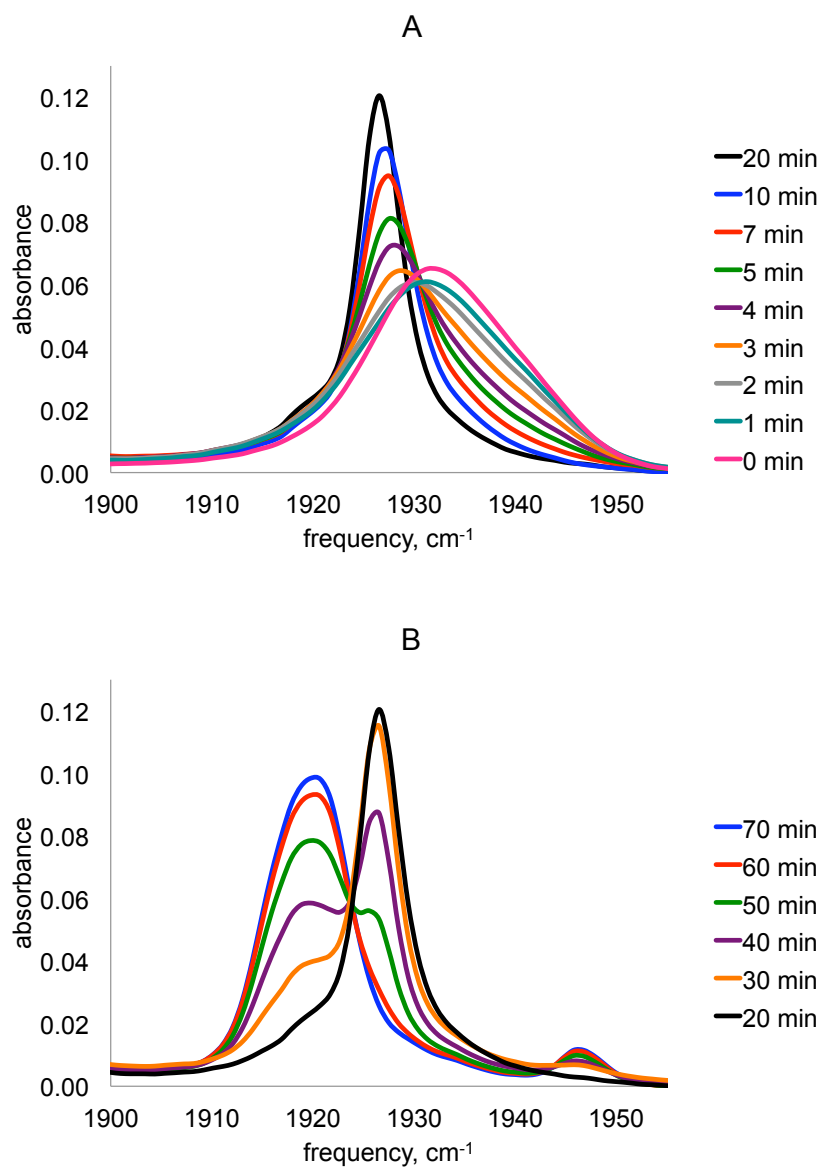 A
absorbance
0.12
0.10
0.08
0.06
0.04
0.02
0.00
1900 1910 1920 1930 1940 1950
frequency, cm-1
20 min
10 min
7 min
5 min
4 min
3 min
2 min
1 min
0 min
B
absorbance
0.12
0.10
0.08
0.06
0.04
0.02
0.00
1900 1910 1920 1930 1940 1950
frequency, cm-1
70 min
60 min
50 min
40 min
30 min
20 min